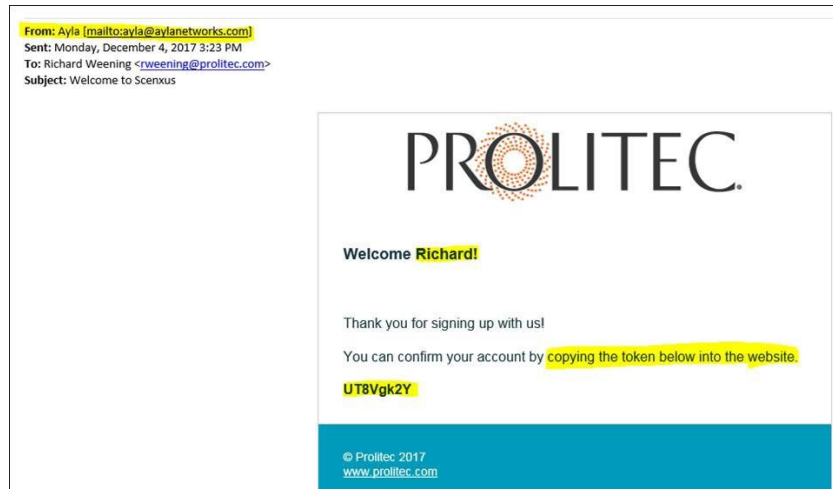 From: Ayla [mailto:ayla@aylanetworks.com]
Sent: Monday, December 4, 2017 3:23 PM
To: Richard Weening <rweening@prolitec.com>
Subject: Welcome to Scenxus
PROLITEC.
Welcome Richard!
Thank you for signing up with us!
You can confirm your account by copying the token below into the website.
UT8Vgk2Y
© Prolitec 2017
www.prolitec.com